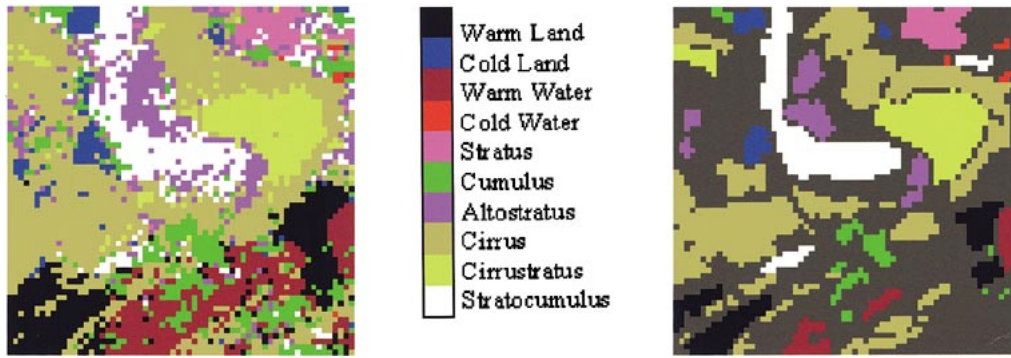 Warm Land
Cold Land
Warm Water
Cold Water
Stratus
Cumulus
Altostratus
Cirrus
Cirrustratus
Stratocumulus